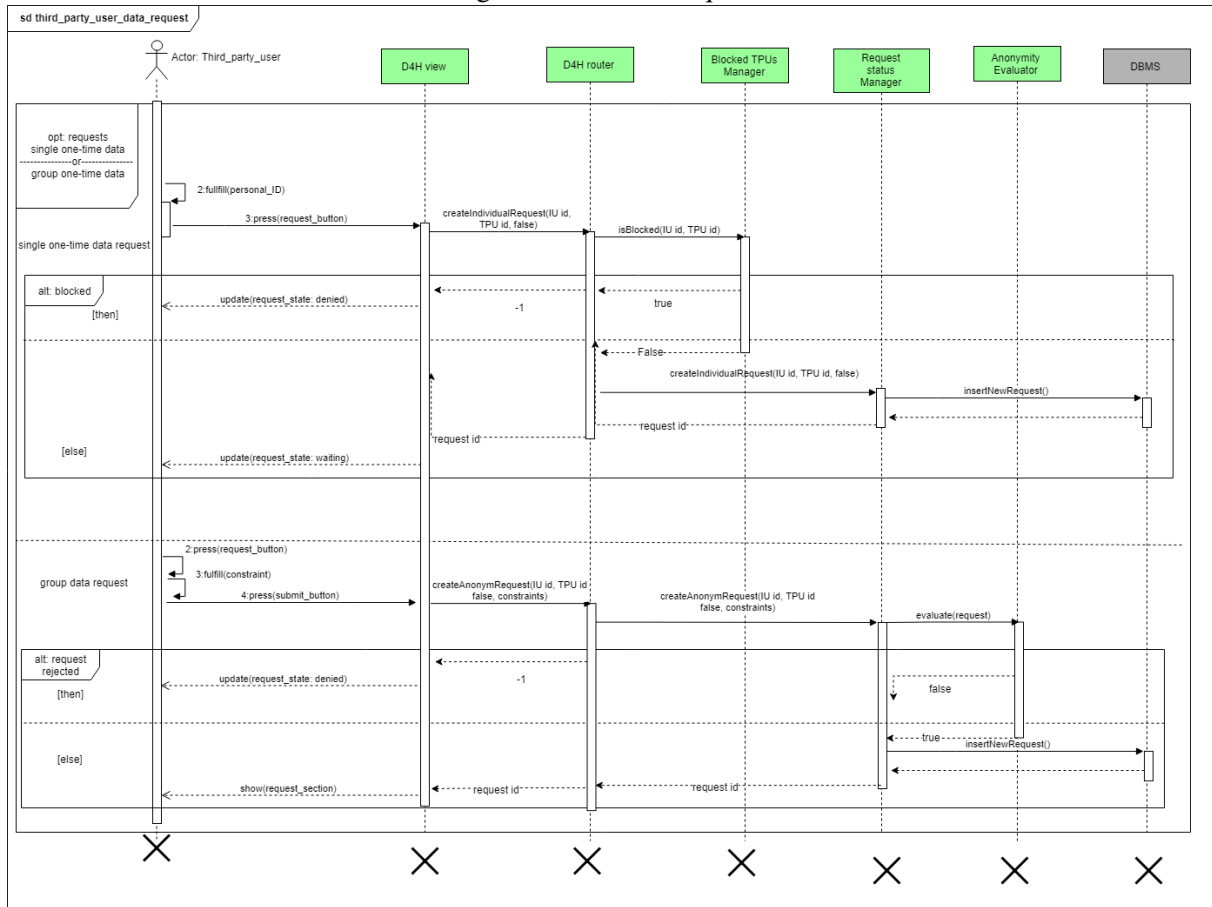 sd third_party_user_data_request
Actor: Third_party_user
D4H view
D4H router
Blocked TPUs
Manager
Request
status
Manager
Anonymity
Evaluator
DBMS
opt: requests
single one-time data
---------------or---------------
group one-time data
2:fullfill(personal_ID)
3:press(request_button)
createIndividualRequest(IU id,
TPU id, false)
isBlocked(IU id, TPU id)
single one-time data request
alt: blocked
[then]
update(request_state: denied)
-1
true
False
createIndividualRequest(IU id, TPU id, false)
insertNewRequest()
request id
request id
[else]
update(request_state: waiting)
2:press(request_button)
3:fulfill(constraint)
group data request
4:press(submit_button)
createAnonymRequest(IU id, TPU id
false, constraints)
createAnonymRequest(IU id, TPU id
false, constraints)
evaluate(request)
alt: request
rejected
[then]
update(request_state: denied)
-1
false
true
insertNewRequest()
[else]
show(request_section)
request id
request id